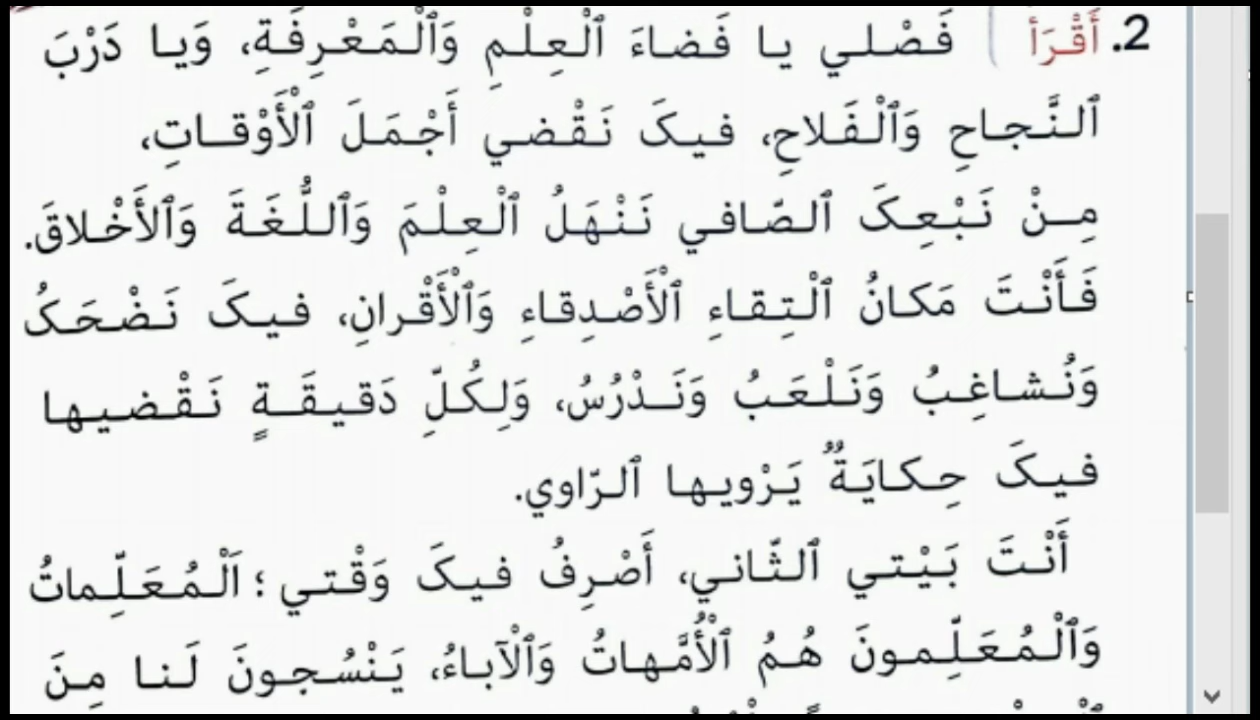 2. أَقْرَأ فَصْلي يا فَضاءَ ٱلْعِلْمِ وَٱلْمَعْرِفَةِ، وَيا دَرْبَ
ٱلنَّجاحِ وَٱلْفَلاحِ، فيكَ نَقْضي أَجْمَلَ ٱلْأَوْقاتِ،
مِنْ نَبْعِكَ ٱلصّافي نَنْهَلُ ٱلْعِلْمَ وَٱللُّغَةَ وَٱلأَخْلاقَ.
فَأَنْتَ مَكانُ ٱلْتِقاءِ ٱلْأَصْدِقاءِ وَٱلْأَقْرانِ، فيكَ نَضْحَكُ
وَنُشاغِبُ وَنَلْعَبُ وَنَدْرُسُ، وَلِكُلِّ دَقيقَةٍ نَقْضيها
فيكَ حِكايَةٌ يَرْويها ٱلرّاوي.
أَنْتَ بَيْتي ٱلثّاني، أَصْرِفُ فيكَ وَقْتي؛ اَلْمُعَلِّماتُ
وَٱلْمُعَلِّمونَ هُمُ ٱلْأُمَّهاتُ وَٱلْآباءُ، يَنْسُجونَ لَنا مِنَ